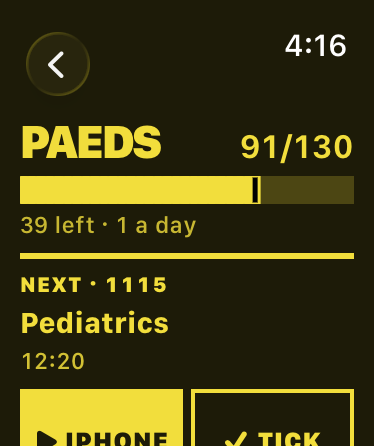 4:16
PAEDS 91/130
39 left · 1 a day
NEXT · 1115
Pediatrics
12:20
IPHONE TICK